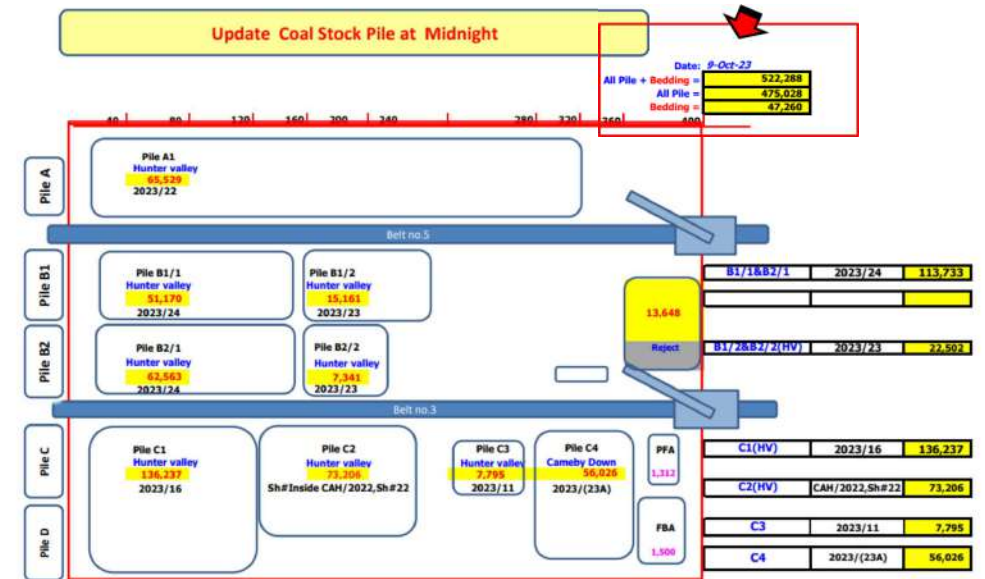 Update Coal Stock Pile at Midnight
Date: 9-Oct-23
All Pile + Bedding = 522,288
All Pile = 475,028
Bedding = 47,260
40 80 120 160 200 240 280 320 360 400
Pile A
Pile A1
Hunter valley
65,529
2023/22
Belt no.5
Pile B1
Pile B1/1
Hunter valley
51,170
2023/24
Pile B1/2
Hunter valley
15,161
2023/23
13,648
Reject
B1/1&B2/1 2023/24 113,733
Pile B2
Pile B2/1
Hunter valley
62,563
2023/24
Pile B2/2
Hunter valley
7,341
2023/23
B1/2&B2/2(HV) 2023/23 22,502
Belt no.3
Pile C
Pile C1
Hunter valley
136,237
2023/16
Pile C2
Hunter valley
73,206
Sh#Inside CAH/2022,Sh#22
Pile C3
Hunter valley
7,795
2023/11
Pile C4
Cameby Down
56,026
2023/(23A)
PFA
1,312
C1(HV) 2023/16 136,237
C2(HV) CAH/2022,Sh#22 73,206
Pile D
FBA
1,500
C3 2023/11 7,795
C4 2023/(23A) 56,026